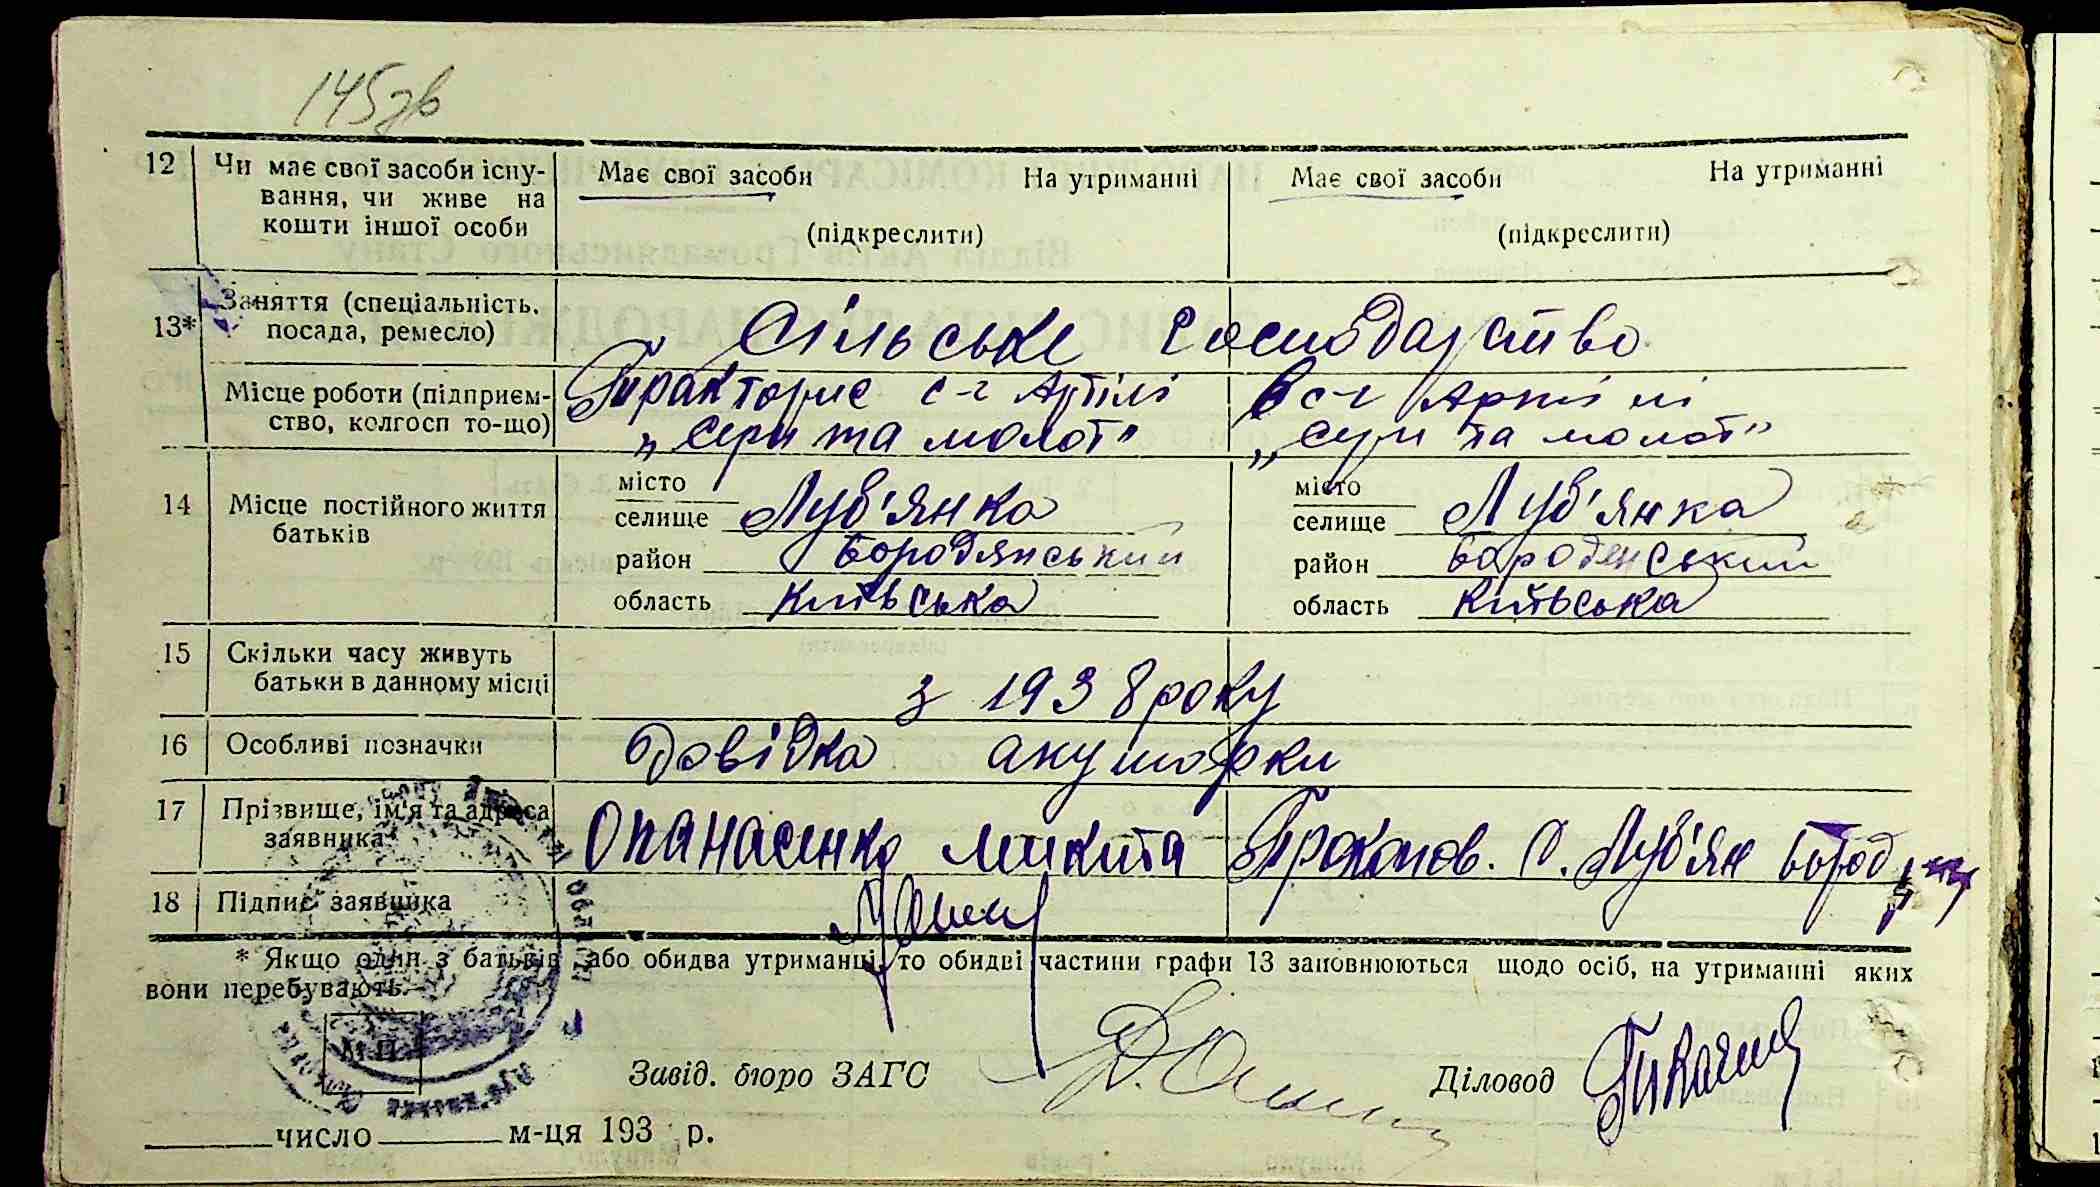 145зв
12 Чи має свої засоби існу- Має свої засоби На утриманні Має свої засоби На утриманні
вання, чи живе на
кошти іншої особи (підкреслити) (підкреслити)
13* Заняття (спеціальність, посада, ремесло) Сільське господарство
Місце роботи (підприєм- Тракторис с-г Артілі В с-г Артілі
ство, колгосп то-що) „Серп та молот" „Серп та молот"
14 Місце постійного життя батьків
місто місто
селище Луб'янка селище Луб'янка
район Бородянський район Бороденський
область Київська область Київська
15 Скільки часу живуть
батьки в данному місці з 1938 року
16 Особливі позначки Довідка акушорки
17 Прізвище, ім'я та адреса
заявника Опанасенко Микита Прокопов. с. Луб'ян Бород
18 Підпис заявника
* Якщо один з батьків або обидва утриманці, то обидві частини графи 13 заповнюються щодо осіб, на утриманні яких
вони перебувають.
М.П.
Завід. бюро ЗАГС Діловод
число м-ця 193 р.